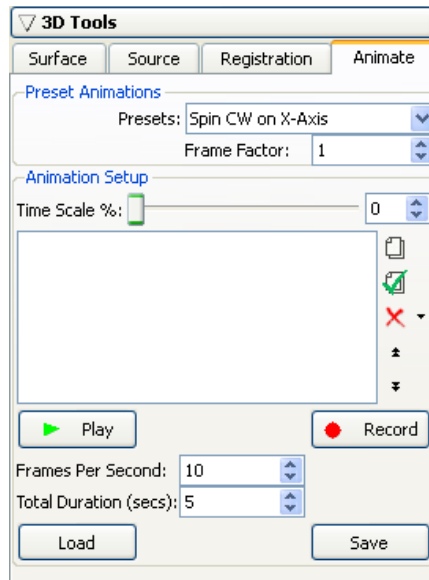 3D Tools
Surface Source Registration Animate
Preset Animations
Presets: Spin CW on X-Axis
Frame Factor: 1
Animation Setup
Time Scale %: 0
Play Record
Frames Per Second: 10
Total Duration (secs): 5
Load Save